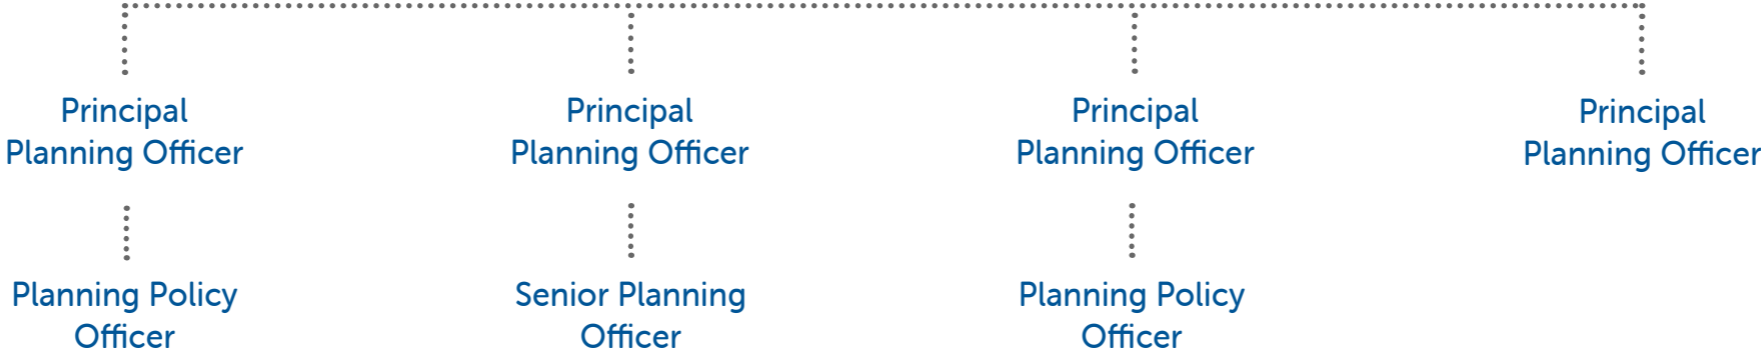 Principal
Planning Officer
Principal
Planning Officer
Principal
Planning Officer
Principal
Planning Officer
Planning Policy
Officer
Senior Planning
Officer
Planning Policy
Officer